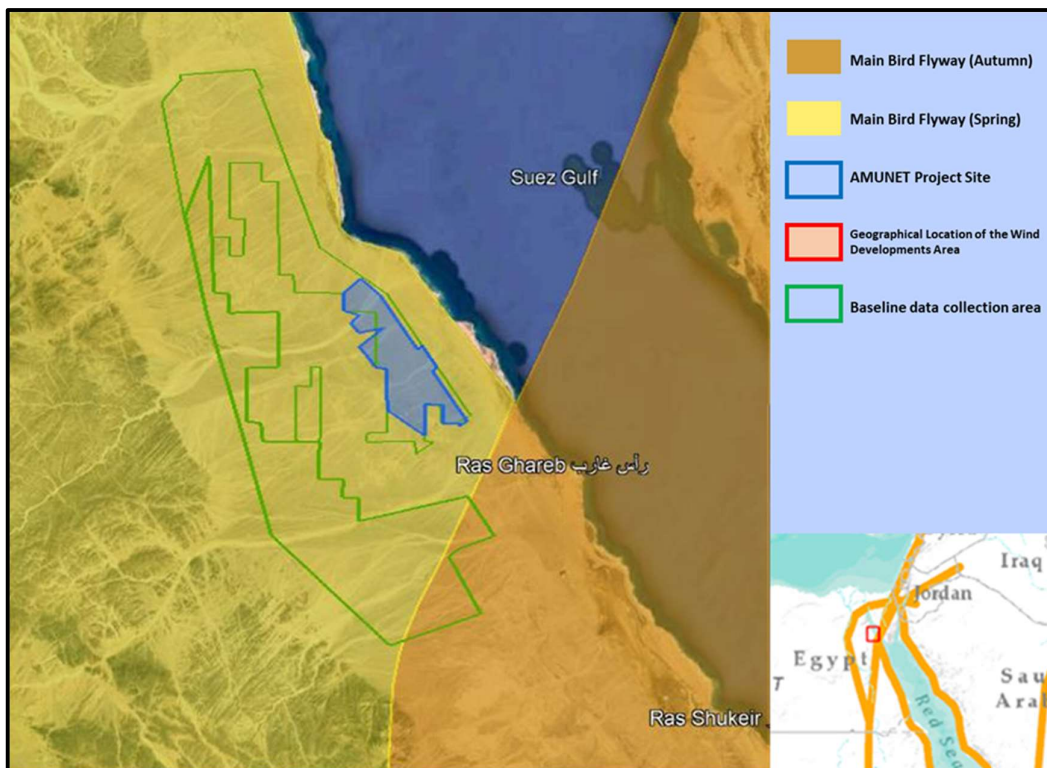 Suez Gulf
Ras Ghareb رأس غارب
Ras Shukeir
Main Bird Flyway (Autumn)
Main Bird Flyway (Spring)
AMUNET Project Site
Geographical Location of the Wind
Developments Area
Baseline data collection area
Iraq
Jordan
Egypt
Sau
Arab
T
Red Sea